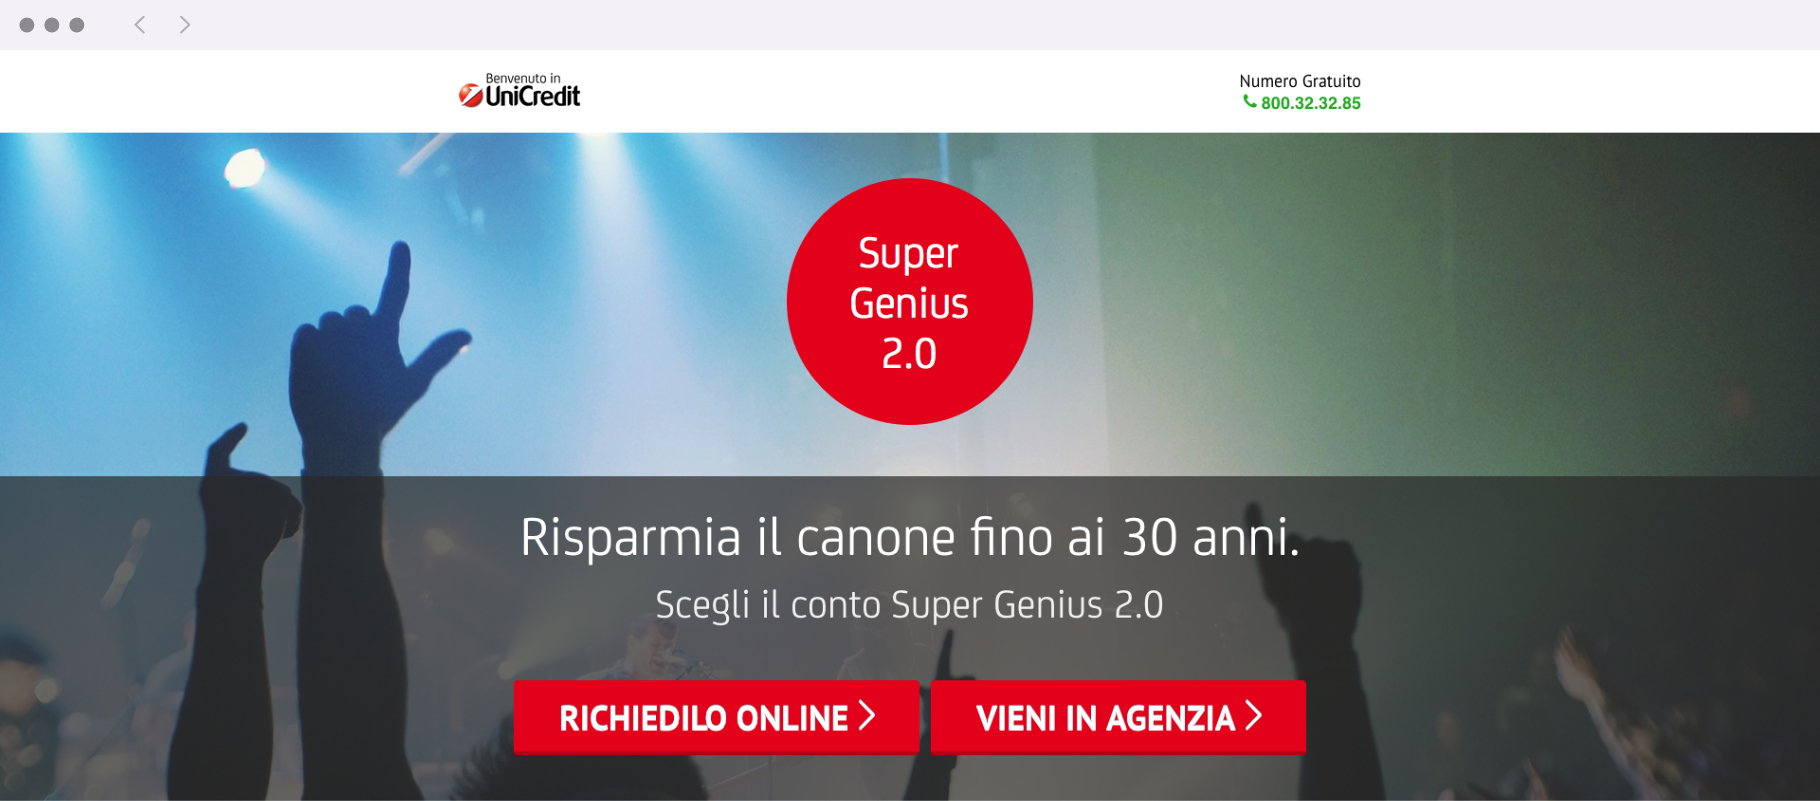 Benvenuto in
UniCredit
Numero Gratuito
800.32.32.85
Super
Genius
2.0
Risparmia il canone fino ai 30 anni.
Scegli il conto Super Genius 2.0
RICHIEDILO ONLINE
VIENI IN AGENZIA